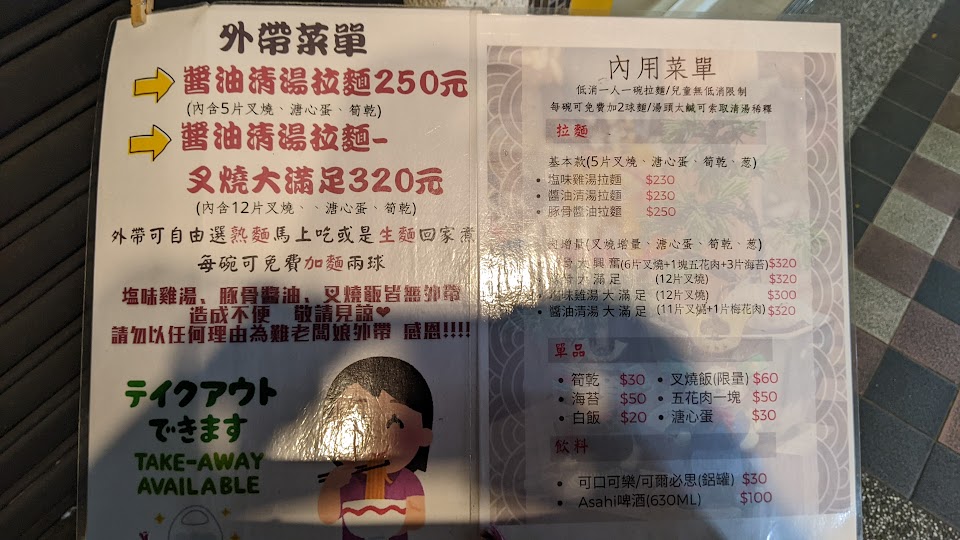 外帶菜單
醬油清湯拉麵250元
(內含5片叉燒、溏心蛋、筍乾)
醬油清湯拉麵-
叉燒大滿足320元
(內含12片叉燒、、溏心蛋、筍乾)
外帶可自由選熟麵馬上吃或是生麵回家煮
每碗可免費加麵兩球
塩味雞湯、豚骨醬油、叉燒飯皆無外帶
造成不便 敬請見諒❤
請勿以任何理由為難老闆娘外帶 感恩!!!!
テイクアウト
できます
TAKE-AWAY
AVAILABLE
內用菜單
低消一人一碗拉麵/兒童無低消限制
每碗可免費加2球麵/湯頭太鹹可索取清湯稀釋
拉麵
基本款(5片叉燒、溏心蛋、筍乾、蔥)
• 塩味雞湯拉麵 $230
• 醬油清湯拉麵 $230
• 豚骨醬油拉麵 $250
增量(叉燒增量、溏心蛋、筍乾、蔥)
大興奮(6片叉燒+1塊五花肉+3片海苔)$320
大滿足 (12片叉燒) $320
味雞湯大滿足 (12片叉燒) $300
• 醬油清湯大滿足 (11片叉燒+1片梅花肉)$320
單品
• 筍乾 $30 • 叉燒飯(限量) $60
• 海苔 $50 • 五花肉一塊 $50
• 白飯 $20 • 溏心蛋 $30
飲料
• 可口可樂/可爾必思(鋁罐) $30
• Asahi啤酒(630ML) $100